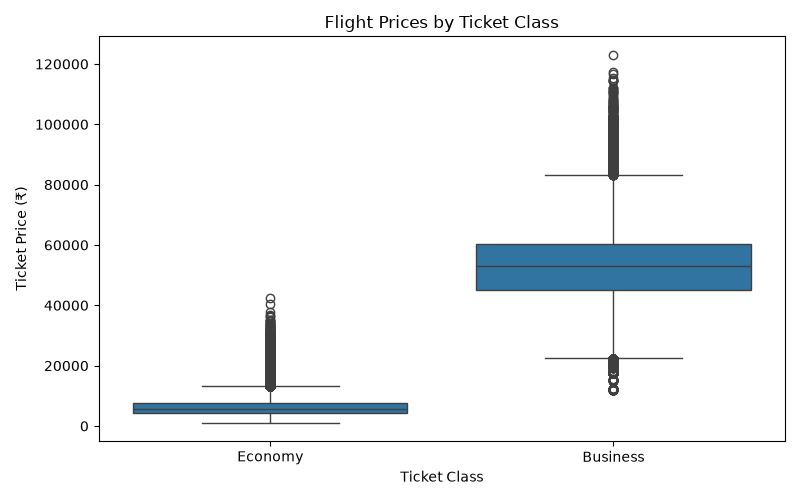 Flight Prices by Ticket Class
Ticket Price (₹)
120000
100000
80000
60000
40000
20000
0
Economy
Business
Ticket Class